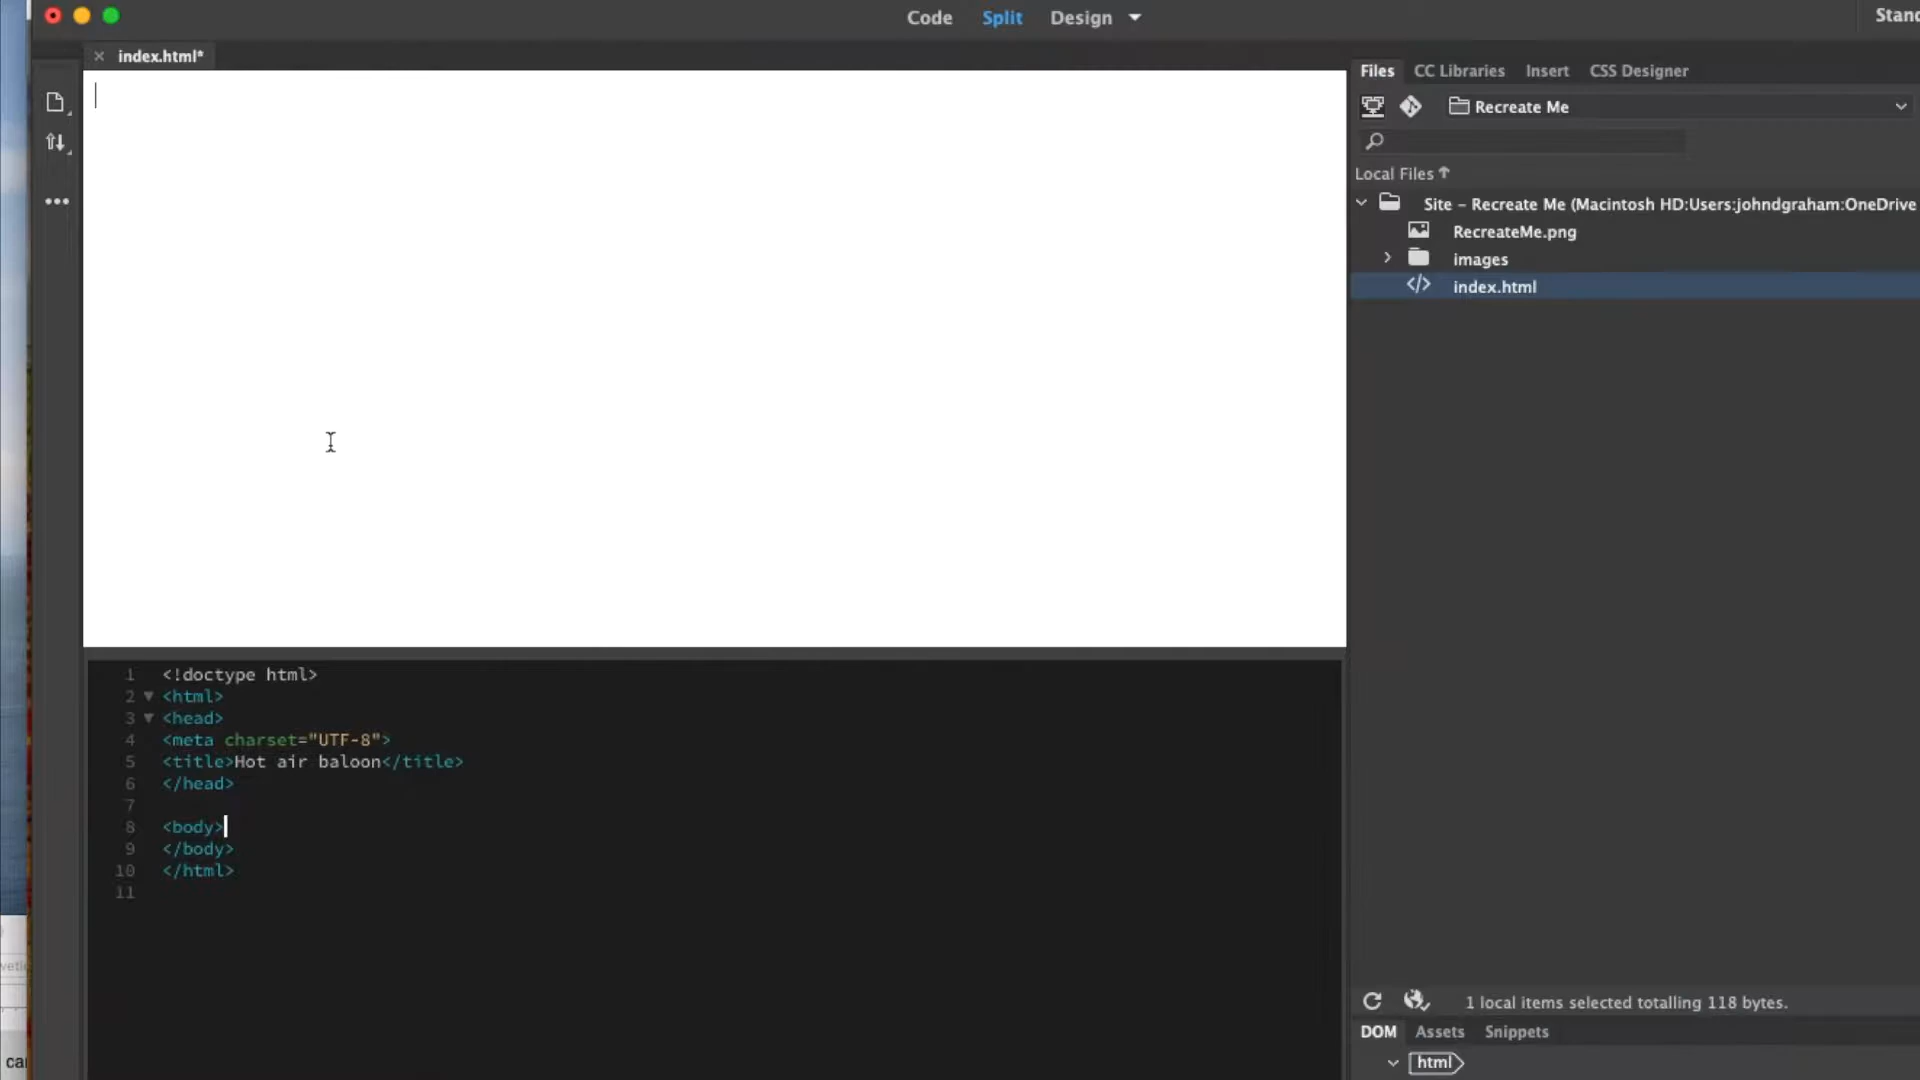 Code Split Design
index.html*
Files CC Libraries Insert CSS Designer
Recreate Me
Local Files
Site - Recreate Me (Macintosh HD:Users:johndgraham:OneDrive
RecreateMe.png
images
index.html
1 <!doctype html>
2 <html>
3 <head>
4 <meta charset="UTF-8">
5 <title>Hot air baloon</title>
6 </head>
7
8 <body>
9 </body>
10 </html>
11
1 local items selected totalling 118 bytes.
DOM Assets Snippets
html